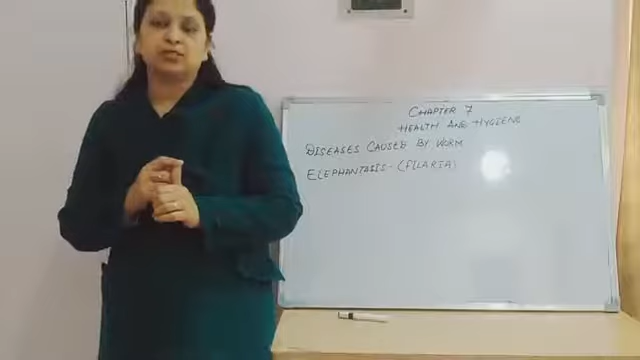 CHAPTER 7
HEALTH AND HYGIENE
DISEASES CAUSED BY WORM
ELEPHANTASIS - (FILARIA)